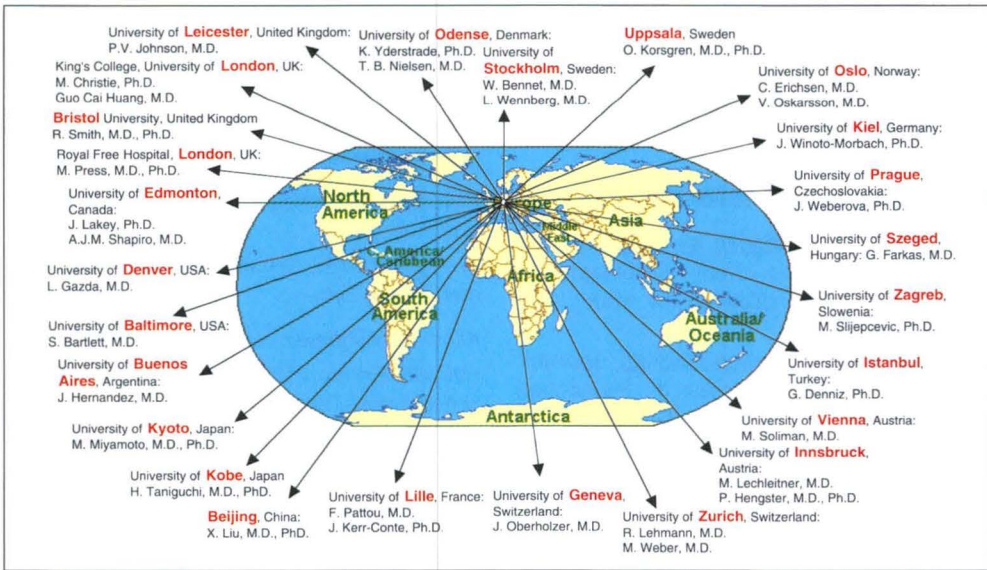 University of Leicester, United Kingdom:
P.V. Johnson, M.D.
King's College, University of London, UK:
M. Christie, Ph.D.
Guo Cai Huang, M.D.
Bristol University, United Kingdom
R. Smith, M.D., Ph.D.
Royal Free Hospital, London, UK:
M. Press, M.D., Ph.D.
University of Edmonton,
Canada:
J. Lakey, Ph.D.
A.J.M. Shapiro, M.D.
University of Denver, USA:
L. Gazda, M.D.
University of Baltimore, USA:
S. Bartlett, M.D.
University of Buenos
Aires, Argentina:
J. Hernandez, M.D.
University of Kyoto, Japan:
M. Miyamoto, M.D., Ph.D.
University of Kobe, Japan
H. Taniguchi, M.D., PhD.
Beijing, China:
X. Liu, M.D., PhD.
University of Odense, Denmark:
K. Yderstrade, Ph.D.
T. B. Nielsen, M.D.
University of
Stockholm, Sweden:
W. Bennet, M.D.
L. Wennberg, M.D.
Uppsala, Sweden
O. Korsgren, M.D., Ph.D.
University of Oslo, Norway:
C. Erichsen, M.D.
V. Oskarsson, M.D.
University of Kiel, Germany:
J. Winoto-Morbach, Ph.D.
University of Prague,
Czechoslovakia:
J. Weberova, Ph.D.
University of Szeged,
Hungary: G. Farkas, M.D.
University of Zagreb,
Slowenia:
M. Slijepcevic, Ph.D.
University of Istanbul,
Turkey:
G. Denniz, Ph.D.
University of Vienna, Austria:
M. Soliman, M.D.
University of Innsbruck,
Austria:
M. Lechleitner, M.D.
P. Hengster, M.D., Ph.D.
University of Lille, France:
F. Pattou, M.D.
J. Kerr-Conte, Ph.D.
University of Geneva,
Switzerland:
J. Oberholzer, M.D.
University of Zurich, Switzerland:
R. Lehmann, M.D.
M. Weber, M.D.
North
America
C. America/
Caribbean
South
America
Europe
Middle
East
Asia
Africa
Australia/
Oceania
Antarctica